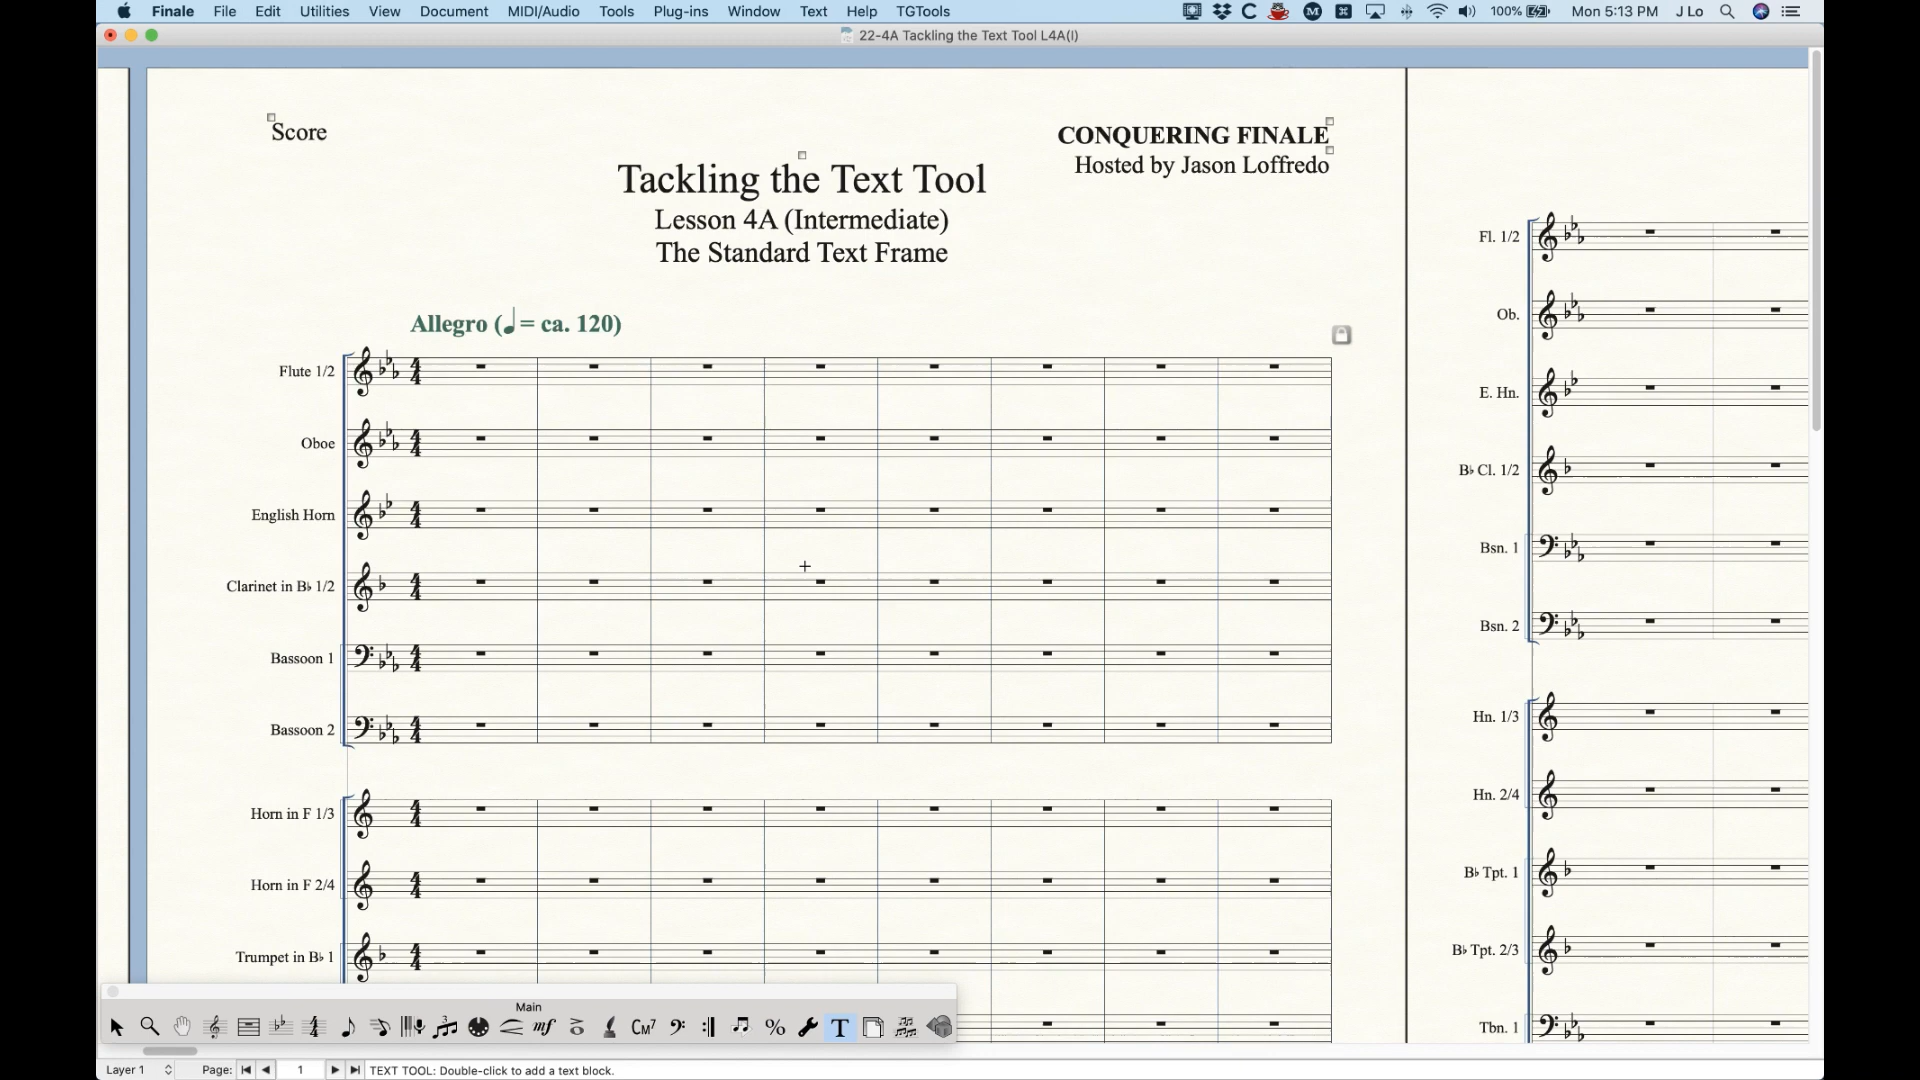 Finale File Edit Utilities View Document MIDI/Audio Tools Plug-ins Window Text Help TGTools 100% Mon 5:13 PM J Lo
22-4A Tackling the Text Tool L4A(I)
Score
CONQUERING FINALE
Hosted by Jason Loffredo
Tackling the Text Tool
Lesson 4A (Intermediate)
The Standard Text Frame
Allegro (♩= ca. 120)
Flute 1/2
Oboe
English Horn
Clarinet in B♭ 1/2
Bassoon 1
Bassoon 2
Horn in F 1/3
Horn in F 2/4
Trumpet in B♭ 1
Fl. 1/2
Ob.
E. Hn.
B♭ Cl. 1/2
Bsn. 1
Bsn. 2
Hn. 1/3
Hn. 2/4
B♭ Tpt. 1
B♭ Tpt. 2/3
Tbn. 1
Main
mf CM7 % T
Layer 1 Page: 1 TEXT TOOL: Double-click to add a text block.